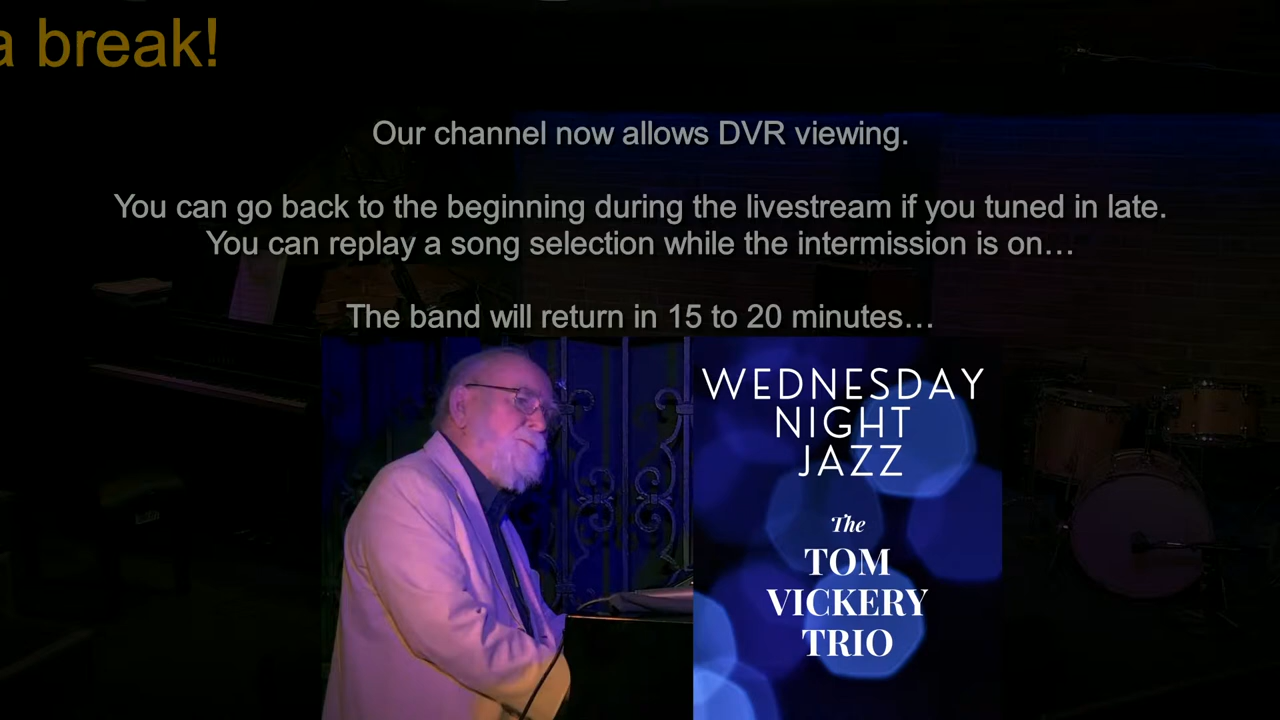 a break!
Our channel now allows DVR viewing.
You can go back to the beginning during the livestream if you tuned in late.
You can replay a song selection while the intermission is on…
The band will return in 15 to 20 minutes…
WEDNESDAY
NIGHT
JAZZ
The
TOM
VICKERY
TRIO